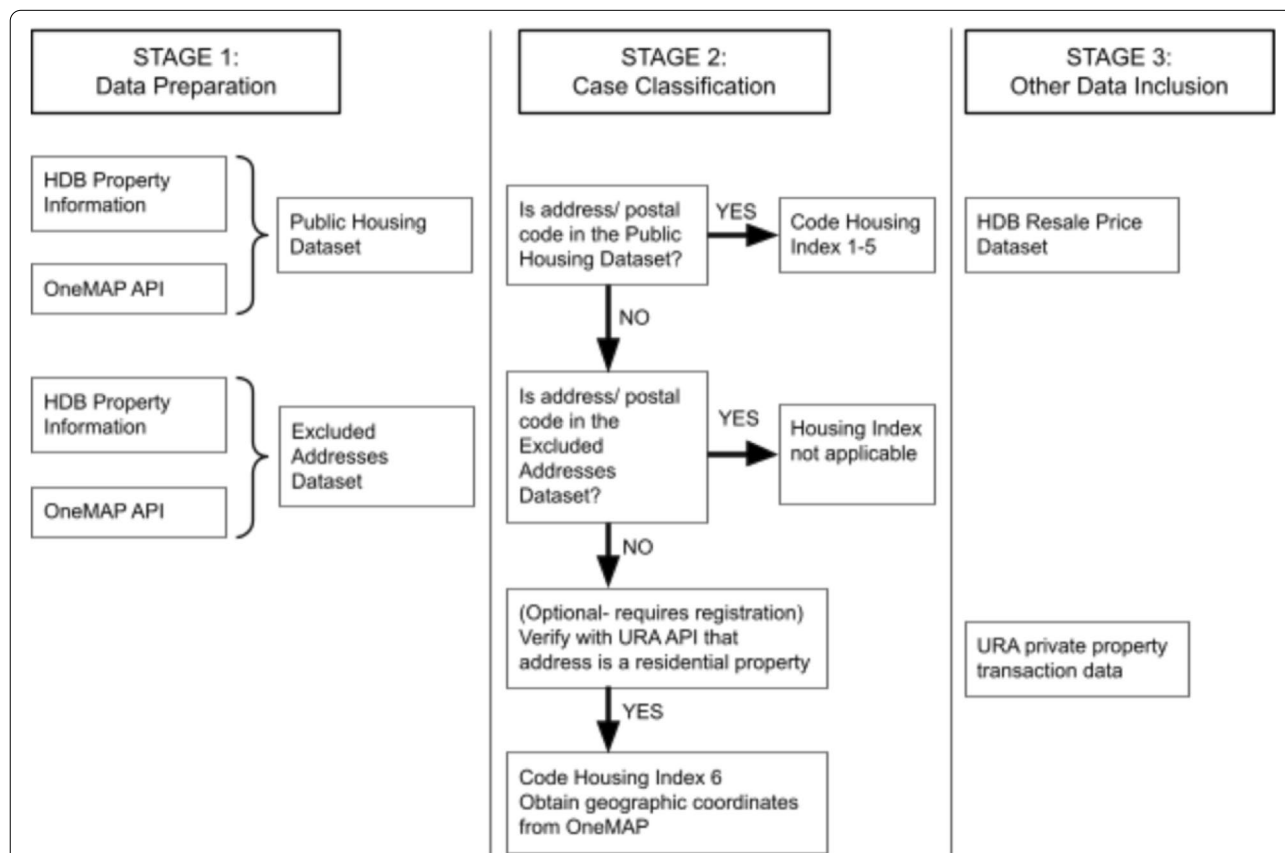 STAGE 1:
Data Preparation
HDB Property
Information
OneMAP API
Public Housing
Dataset
HDB Property
Information
OneMAP API
Excluded
Addresses
Dataset
STAGE 2:
Case Classification
Is address/ postal
code in the Public
Housing Dataset?
YES
Code Housing
Index 1-5
NO
Is address/ postal
code in the
Excluded
Addresses
Dataset?
YES
Housing Index
not applicable
NO
(Optional- requires registration)
Verify with URA API that
address is a residential property
YES
Code Housing Index 6
Obtain geographic coordinates
from OneMAP
STAGE 3:
Other Data Inclusion
HDB Resale Price
Dataset
URA private property
transaction data